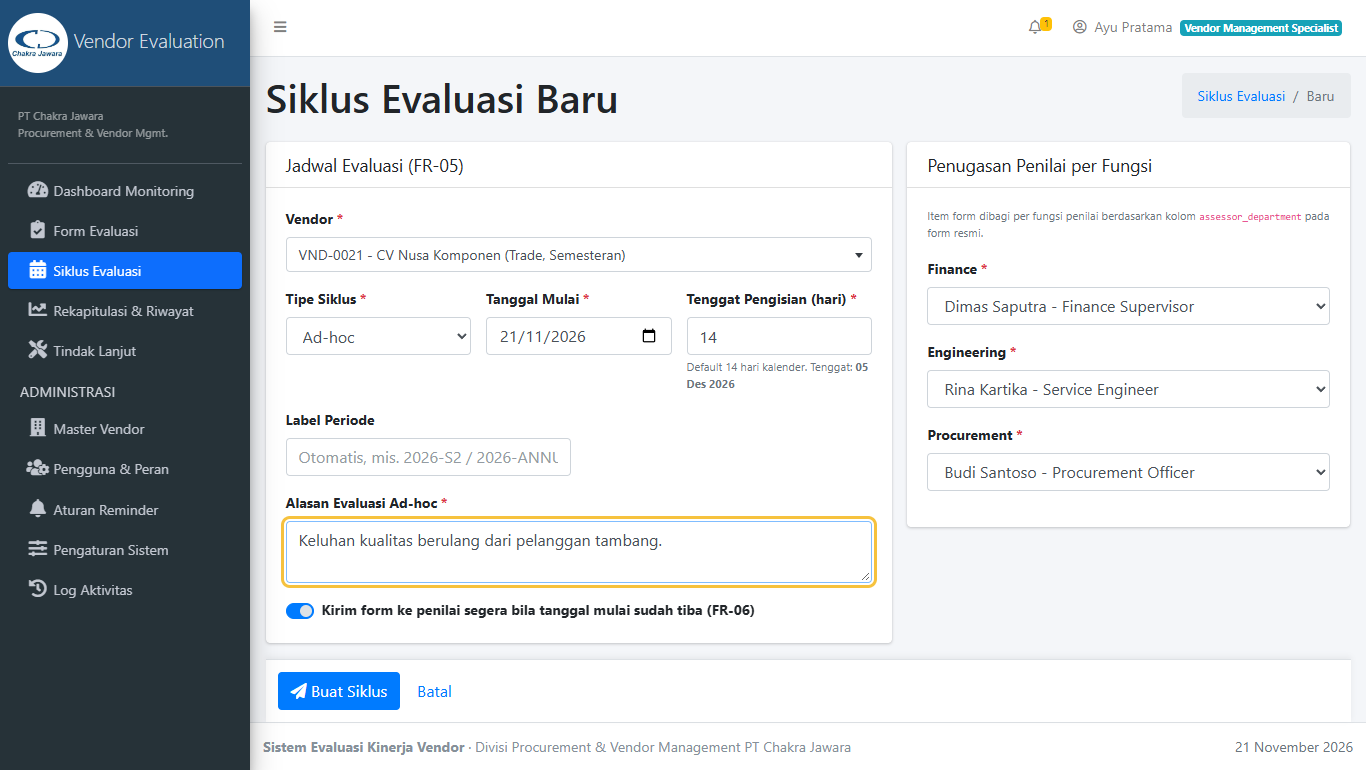 Chakra Jawara
Vendor Evaluation
PT Chakra Jawara
Procurement & Vendor Mgmt.
Dashboard Monitoring
Form Evaluasi
Siklus Evaluasi
Rekapitulasi & Riwayat
Tindak Lanjut
ADMINISTRASI
Master Vendor
Pengguna & Peran
Aturan Reminder
Pengaturan Sistem
Log Aktivitas
1
Ayu Pratama Vendor Management Specialist
Siklus Evaluasi Baru
Siklus Evaluasi / Baru
Jadwal Evaluasi (FR-05)
Vendor *
VND-0021 - CV Nusa Komponen (Trade, Semesteran)
Tipe Siklus *
Ad-hoc
Tanggal Mulai *
21/11/2026
Tenggat Pengisian (hari) *
14
Default 14 hari kalender. Tenggat: 05
Des 2026
Label Periode
Otomatis, mis. 2026-S2 / 2026-ANNU
Alasan Evaluasi Ad-hoc *
Keluhan kualitas berulang dari pelanggan tambang.
Kirim form ke penilai segera bila tanggal mulai sudah tiba (FR-06)
Penugasan Penilai per Fungsi
Item form dibagi per fungsi penilai berdasarkan kolom assessor_department pada
form resmi.
Finance *
Dimas Saputra - Finance Supervisor
Engineering *
Rina Kartika - Service Engineer
Procurement *
Budi Santoso - Procurement Officer
Buat Siklus
Batal
Sistem Evaluasi Kinerja Vendor · Divisi Procurement & Vendor Management PT Chakra Jawara
21 November 2026